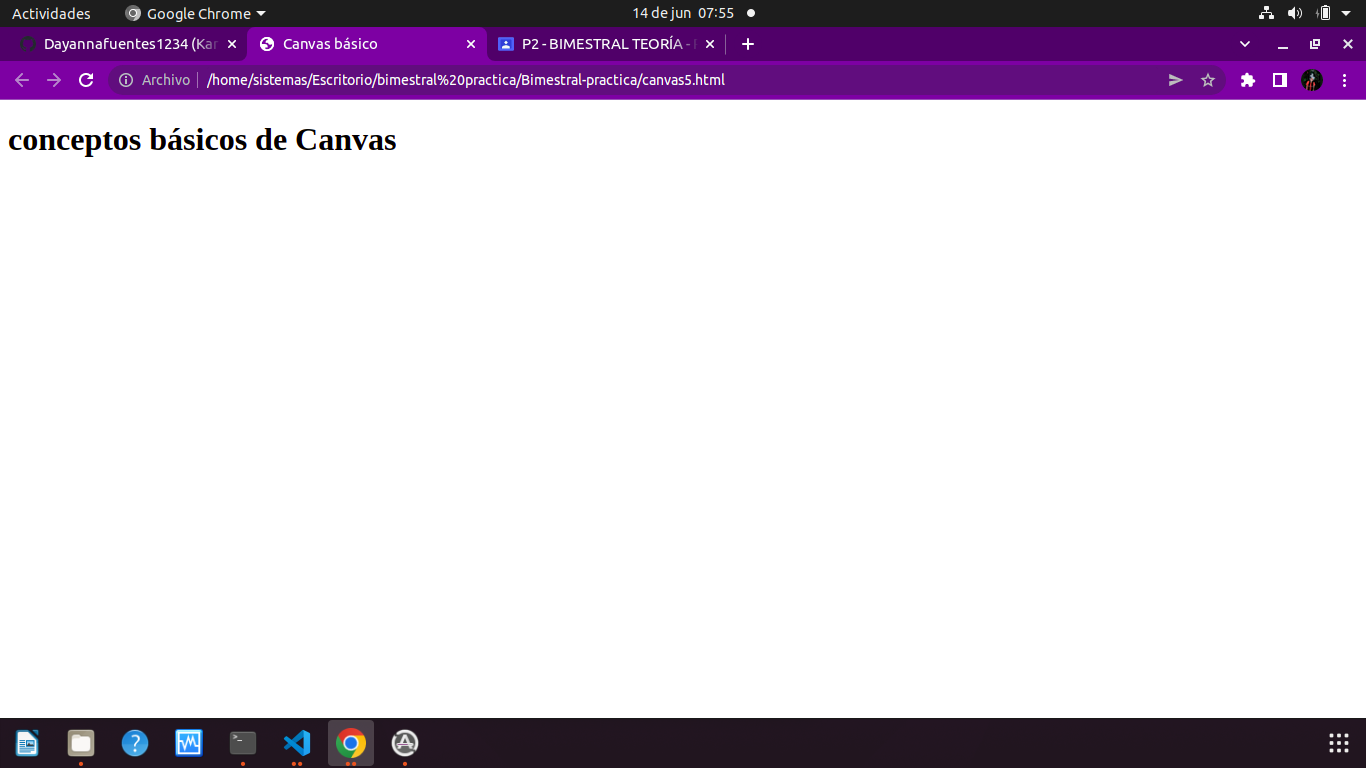 Actividades Google Chrome 14 de jun 07:55
Dayannafuentes1234 (Kar Canvas básico P2 - BIMESTRAL TEORÍA -
Archivo /home/sistemas/Escritorio/bimestral%20practica/Bimestral-practica/canvas5.html
conceptos básicos de Canvas